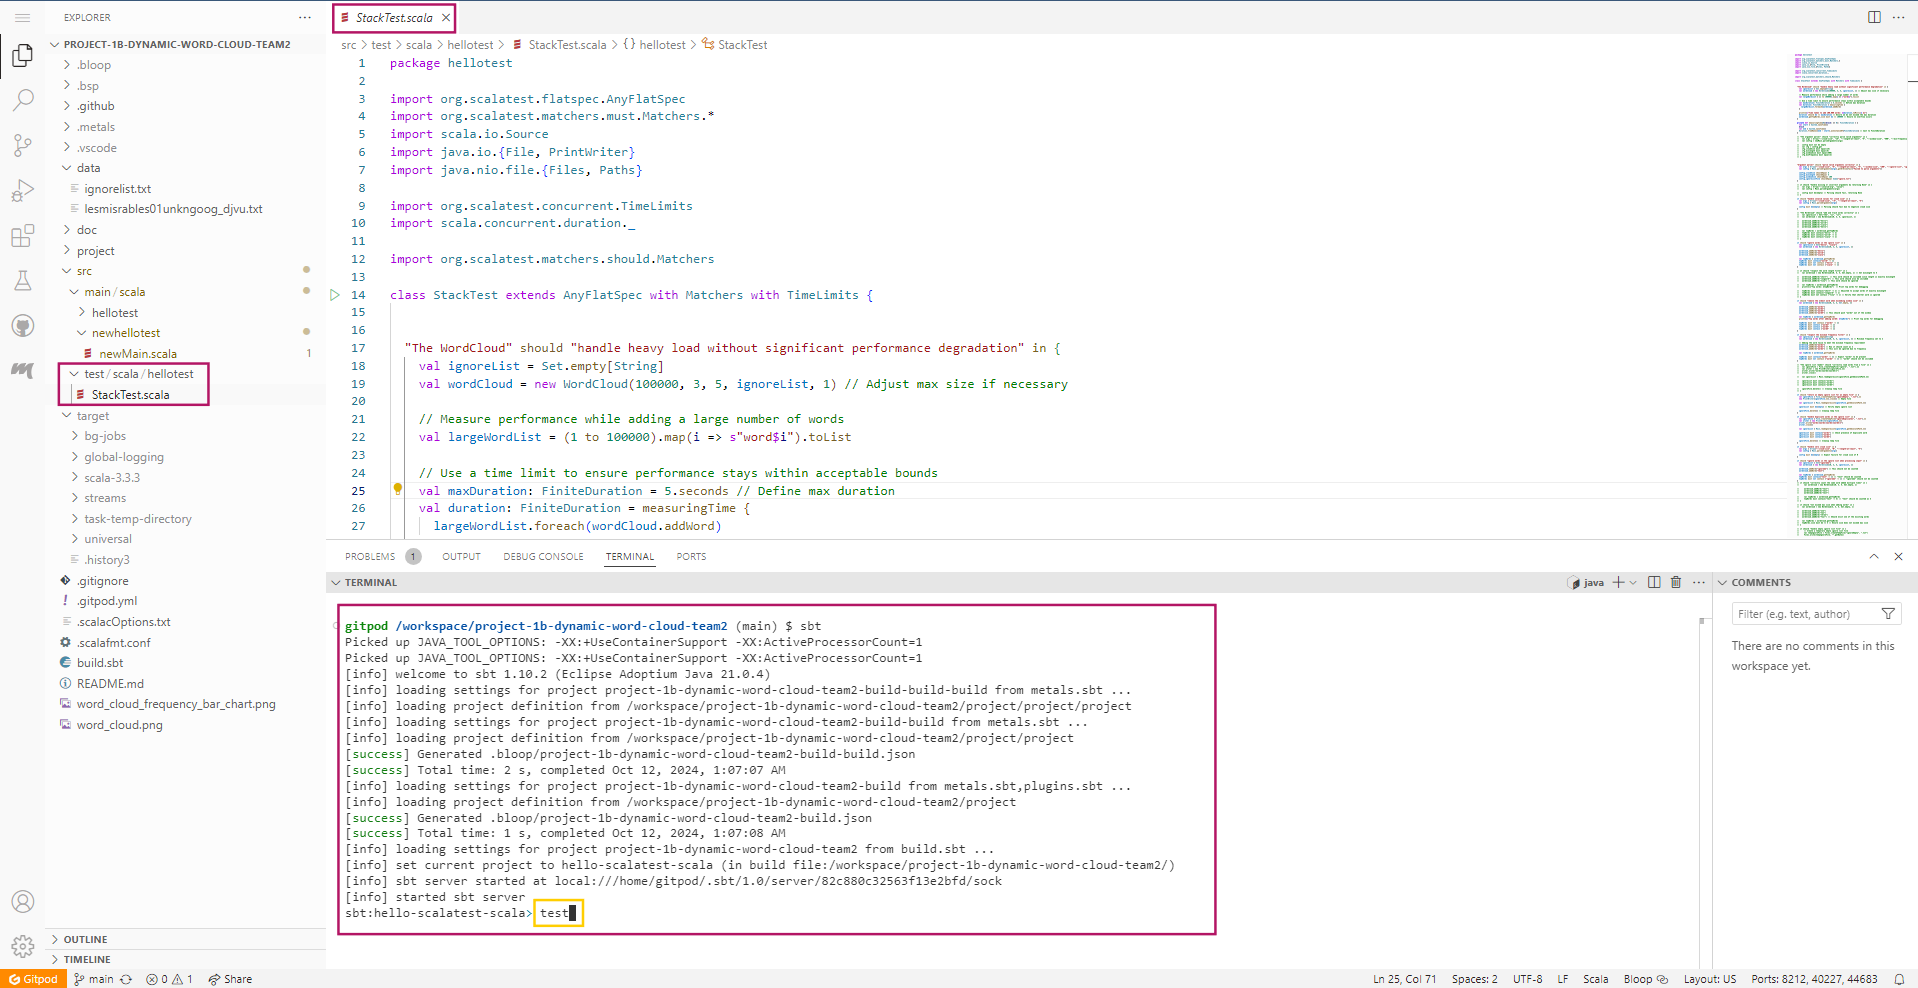 EXPLORER
PROJECT-1B-DYNAMIC-WORD-CLOUD-TEAM2
.bloop
.bsp
.github
.metals
.vscode
data
ignorelist.txt
lesmisrables01unkngoog_djvu.txt
doc
project
src
main / scala
hellotest
newhellotest
newMain.scala 1
test / scala / hellotest
StackTest.scala
target
bg-jobs
global-logging
scala-3.3.3
streams
task-temp-directory
universal
.history3
.gitignore
.gitpod.yml
.scalacOptions.txt
.scalafmt.conf
build.sbt
README.md
word_cloud_frequency_bar_chart.png
word_cloud.png
OUTLINE
TIMELINE
StackTest.scala
src > test > scala > hellotest > StackTest.scala > {} hellotest > StackTest
1 package hellotest
2
3 import org.scalatest.flatspec.AnyFlatSpec
4 import org.scalatest.matchers.must.Matchers.*
5 import scala.io.Source
6 import java.io.{File, PrintWriter}
7 import java.nio.file.{Files, Paths}
8
9 import org.scalatest.concurrent.TimeLimits
10 import scala.concurrent.duration._
11
12 import org.scalatest.matchers.should.Matchers
13
14 class StackTest extends AnyFlatSpec with Matchers with TimeLimits {
15
16
17 "The WordCloud" should "handle heavy load without significant performance degradation" in {
18 val ignoreList = Set.empty[String]
19 val wordCloud = new WordCloud(100000, 3, 5, ignoreList, 1) // Adjust max size if necessary
20
21 // Measure performance while adding a large number of words
22 val largeWordList = (1 to 100000).map(i => s"word$i").toList
23
24 // Use a time limit to ensure performance stays within acceptable bounds
25 val maxDuration: FiniteDuration = 5.seconds // Define max duration
26 val duration: FiniteDuration = measuringTime {
27 largeWordList.foreach(wordCloud.addWord)
PROBLEMS 1 OUTPUT DEBUG CONSOLE TERMINAL PORTS
TERMINAL
java
gitpod /workspace/project-1b-dynamic-word-cloud-team2 (main) $ sbt
Picked up JAVA_TOOL_OPTIONS: -XX:+UseContainerSupport -XX:ActiveProcessorCount=1
Picked up JAVA_TOOL_OPTIONS: -XX:+UseContainerSupport -XX:ActiveProcessorCount=1
[info] welcome to sbt 1.10.2 (Eclipse Adoptium Java 21.0.4)
[info] loading settings for project project-1b-dynamic-word-cloud-team2-build-build-build from metals.sbt ...
[info] loading project definition from /workspace/project-1b-dynamic-word-cloud-team2/project/project/project
[info] loading settings for project project-1b-dynamic-word-cloud-team2-build-build from metals.sbt ...
[info] loading project definition from /workspace/project-1b-dynamic-word-cloud-team2/project/project
[success] Generated .bloop/project-1b-dynamic-word-cloud-team2-build-build.json
[success] Total time: 2 s, completed Oct 12, 2024, 1:07:07 AM
[info] loading settings for project project-1b-dynamic-word-cloud-team2-build from metals.sbt,plugins.sbt ...
[info] loading project definition from /workspace/project-1b-dynamic-word-cloud-team2/project
[success] Generated .bloop/project-1b-dynamic-word-cloud-team2-build.json
[success] Total time: 1 s, completed Oct 12, 2024, 1:07:08 AM
[info] loading settings for project project-1b-dynamic-word-cloud-team2 from build.sbt ...
[info] set current project to hello-scalatest-scala (in build file:/workspace/project-1b-dynamic-word-cloud-team2/)
[info] sbt server started at local:///home/gitpod/.sbt/1.0/server/82c880c32563f13e2bfd/sock
[info] started sbt server
sbt:hello-scalatest-scala> test
COMMENTS
Filter (e.g. text, author)
There are no comments in this
workspace yet.
Gitpod main 0 1 Share
Ln 25, Col 71 Spaces: 2 UTF-8 LF Scala Bloop Layout: US Ports: 8212, 40227, 44683